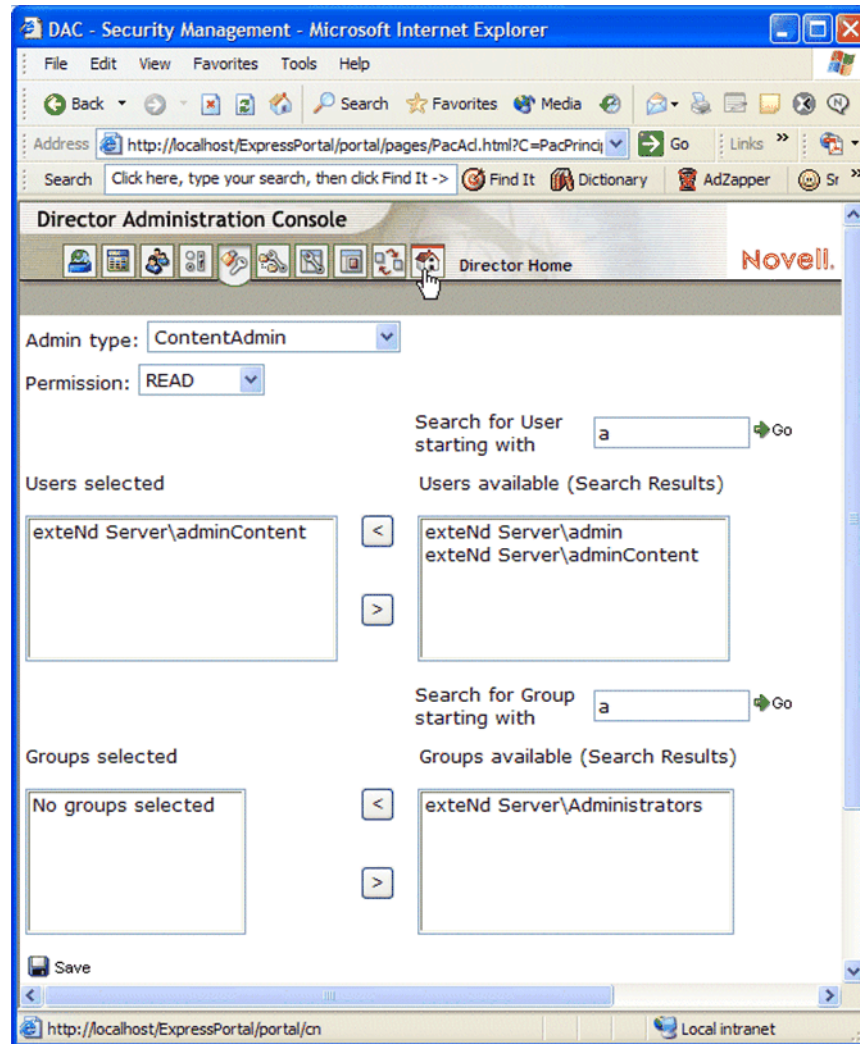 DAC - Security Management - Microsoft Internet Explorer
File Edit View Favorites Tools Help
Back Search Favorites Media
Address http://localhost/ExpressPortal/portal/pages/PacAcl.html?C=PacPrinci Go Links »
Search Click here, type your search, then click Find It -> Find It Dictionary AdZapper Sr »
Director Administration Console
Director Home Novell.
Admin type: ContentAdmin
Permission: READ
Search for User
starting with a Go
Users selected Users available (Search Results)
exteNd Server\adminContent < exteNd Server\admin
exteNd Server\adminContent
>
Search for Group
starting with a Go
Groups selected Groups available (Search Results)
No groups selected < exteNd Server\Administrators
>
Save
http://localhost/ExpressPortal/portal/cn Local intranet